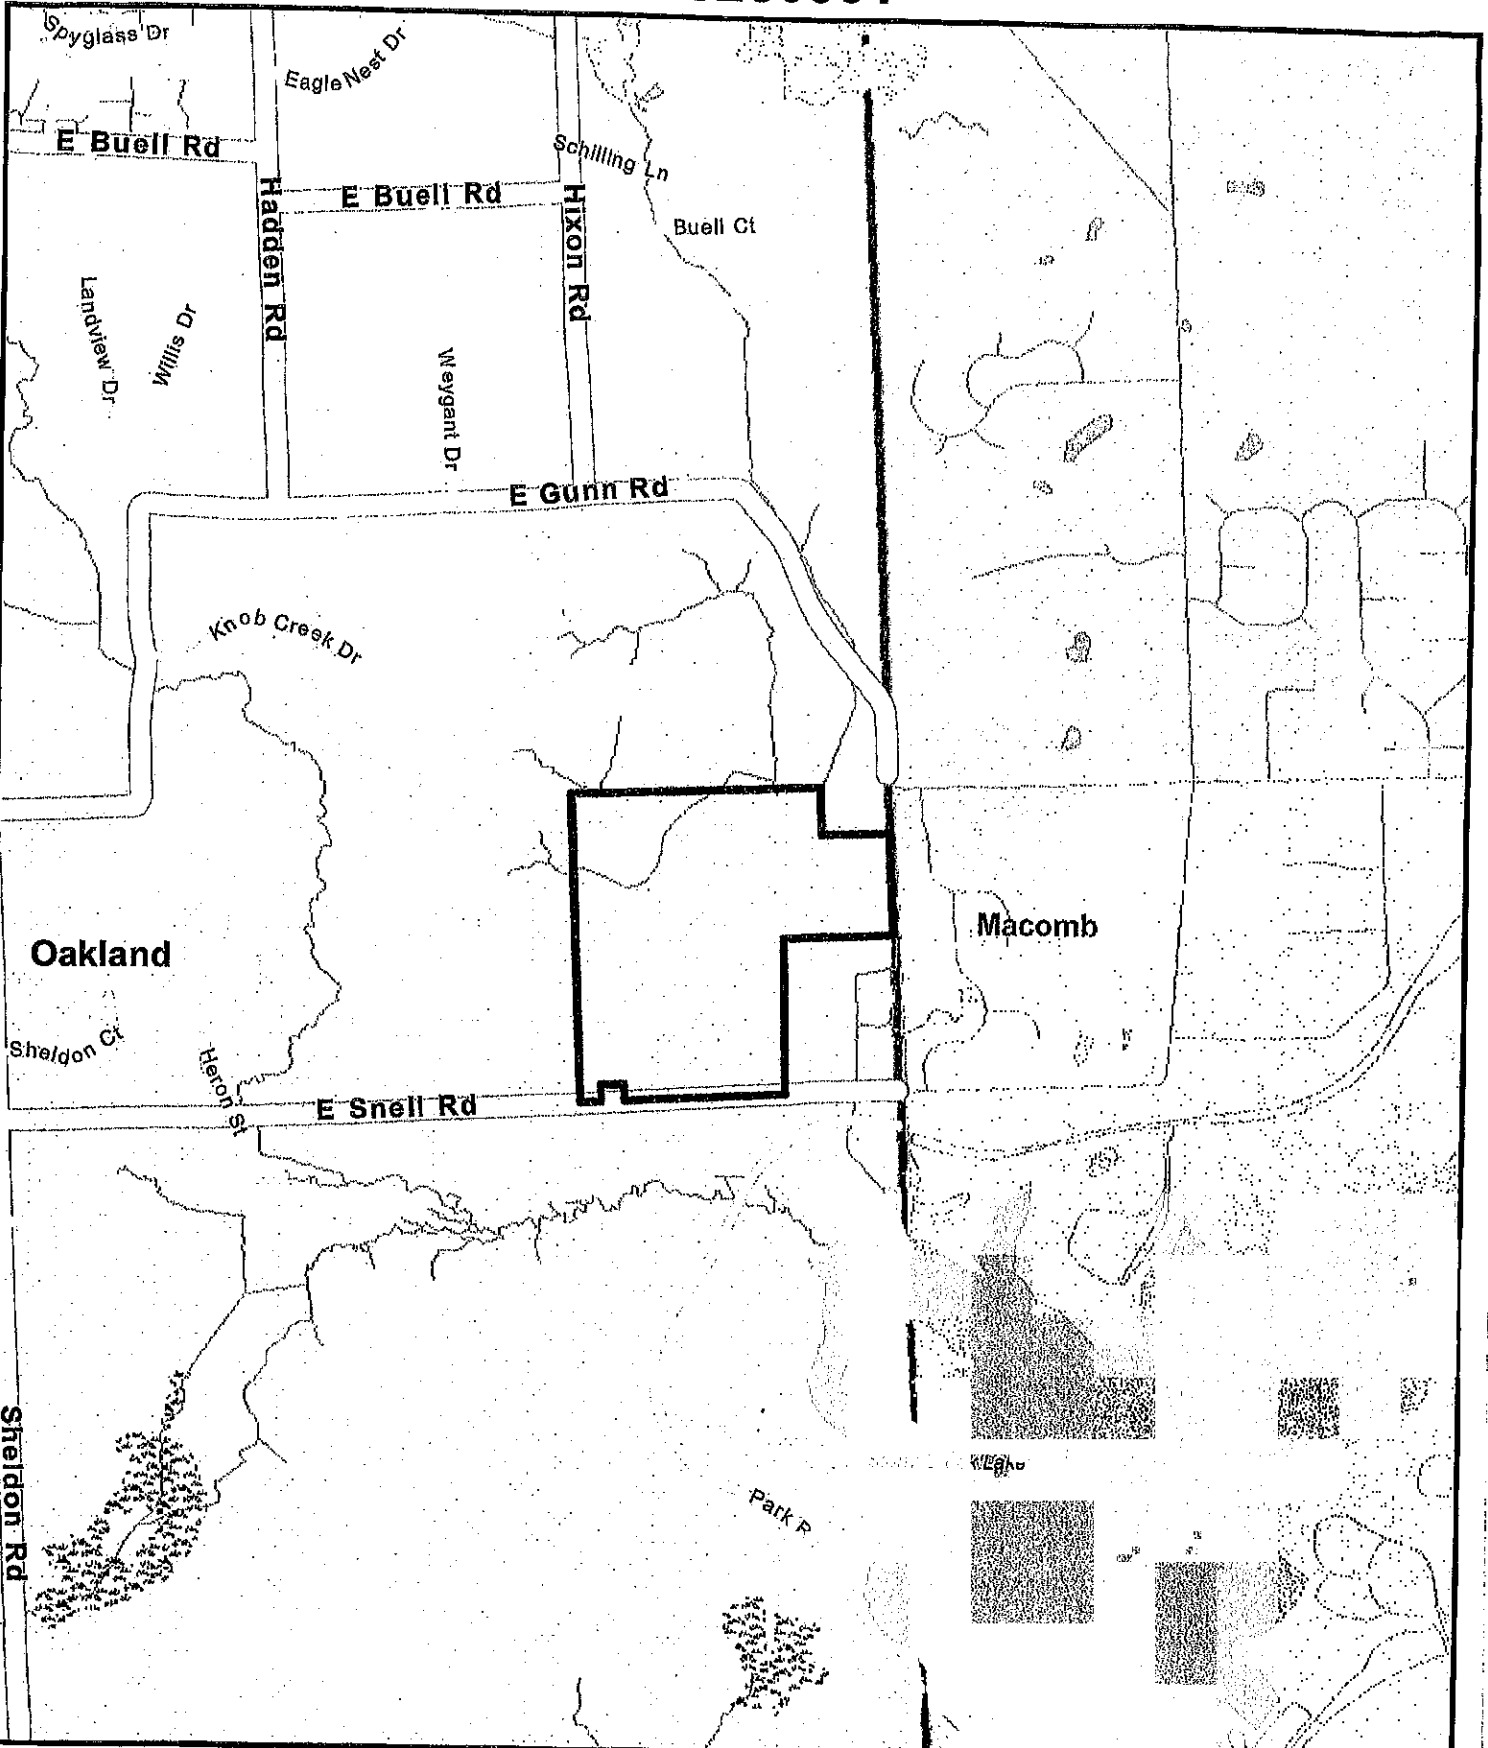 Spyglass Dr
Eagle Nest Dr
E Buell Rd
Schilling Ln
E Buell Rd
Hadden Rd
Hixon Rd
Buell Ct
Landview Dr
Willis Dr
Weygant Dr
E Gunn Rd
Knob Creek Dr
Oakland
Macomb
Sheldon Ct
Heron St
E Snell Rd
Sheldon Rd
Lake
Park R